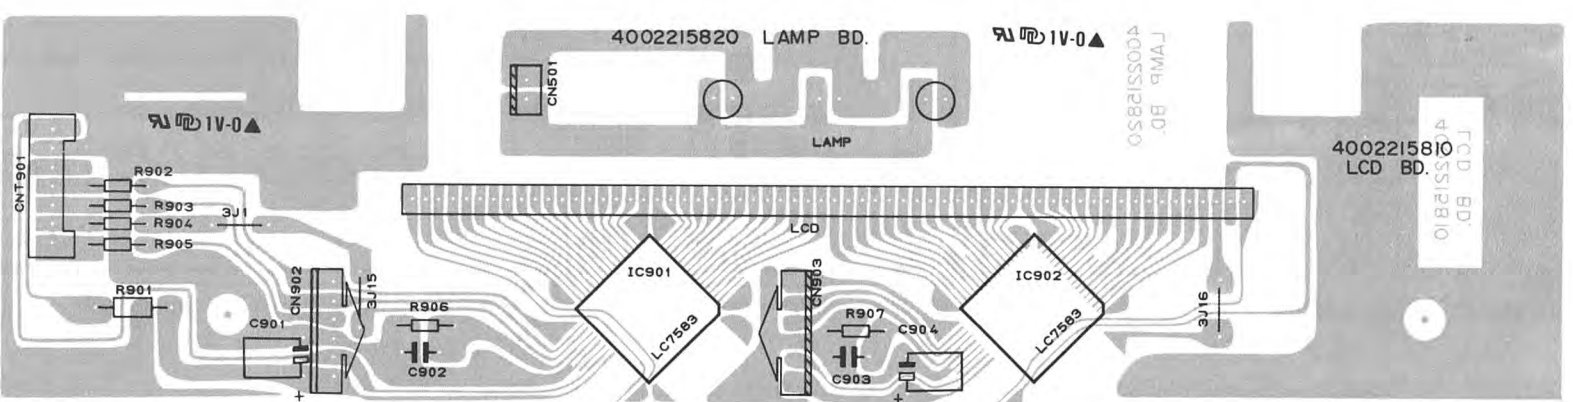 4002215820 LAMP BD.
1V-0
CN501
LAMP
LAMP BD.
4002215820
1V-0
4002215810
LCD BD.
LCD BD.
4002215810
CNT901
R902
R903
R904
R905
3J1
LCD
R901
C901
CN902
3J15
R906
C902
IC901
LC7583
CN903
R907
C904
C903
IC902
LC7583
3J16
+
+